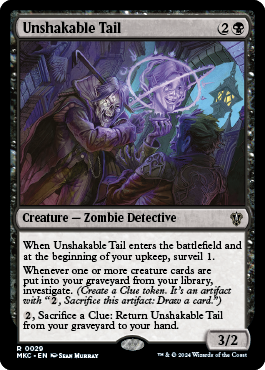 Unshakable Tail 2
Creature — Zombie Detective
When Unshakable Tail enters the battlefield and
at the beginning of your upkeep, surveil 1.
Whenever one or more creature cards are
put into your graveyard from your library,
investigate. (Create a Clue token. It's an artifact
with "2, Sacrifice this artifact: Draw a card.")
2, Sacrifice a Clue: Return Unshakable Tail
from your graveyard to your hand.
3/2
R 0029
MKC • EN Sean Murray
™ & © 2024 Wizards of the Coast